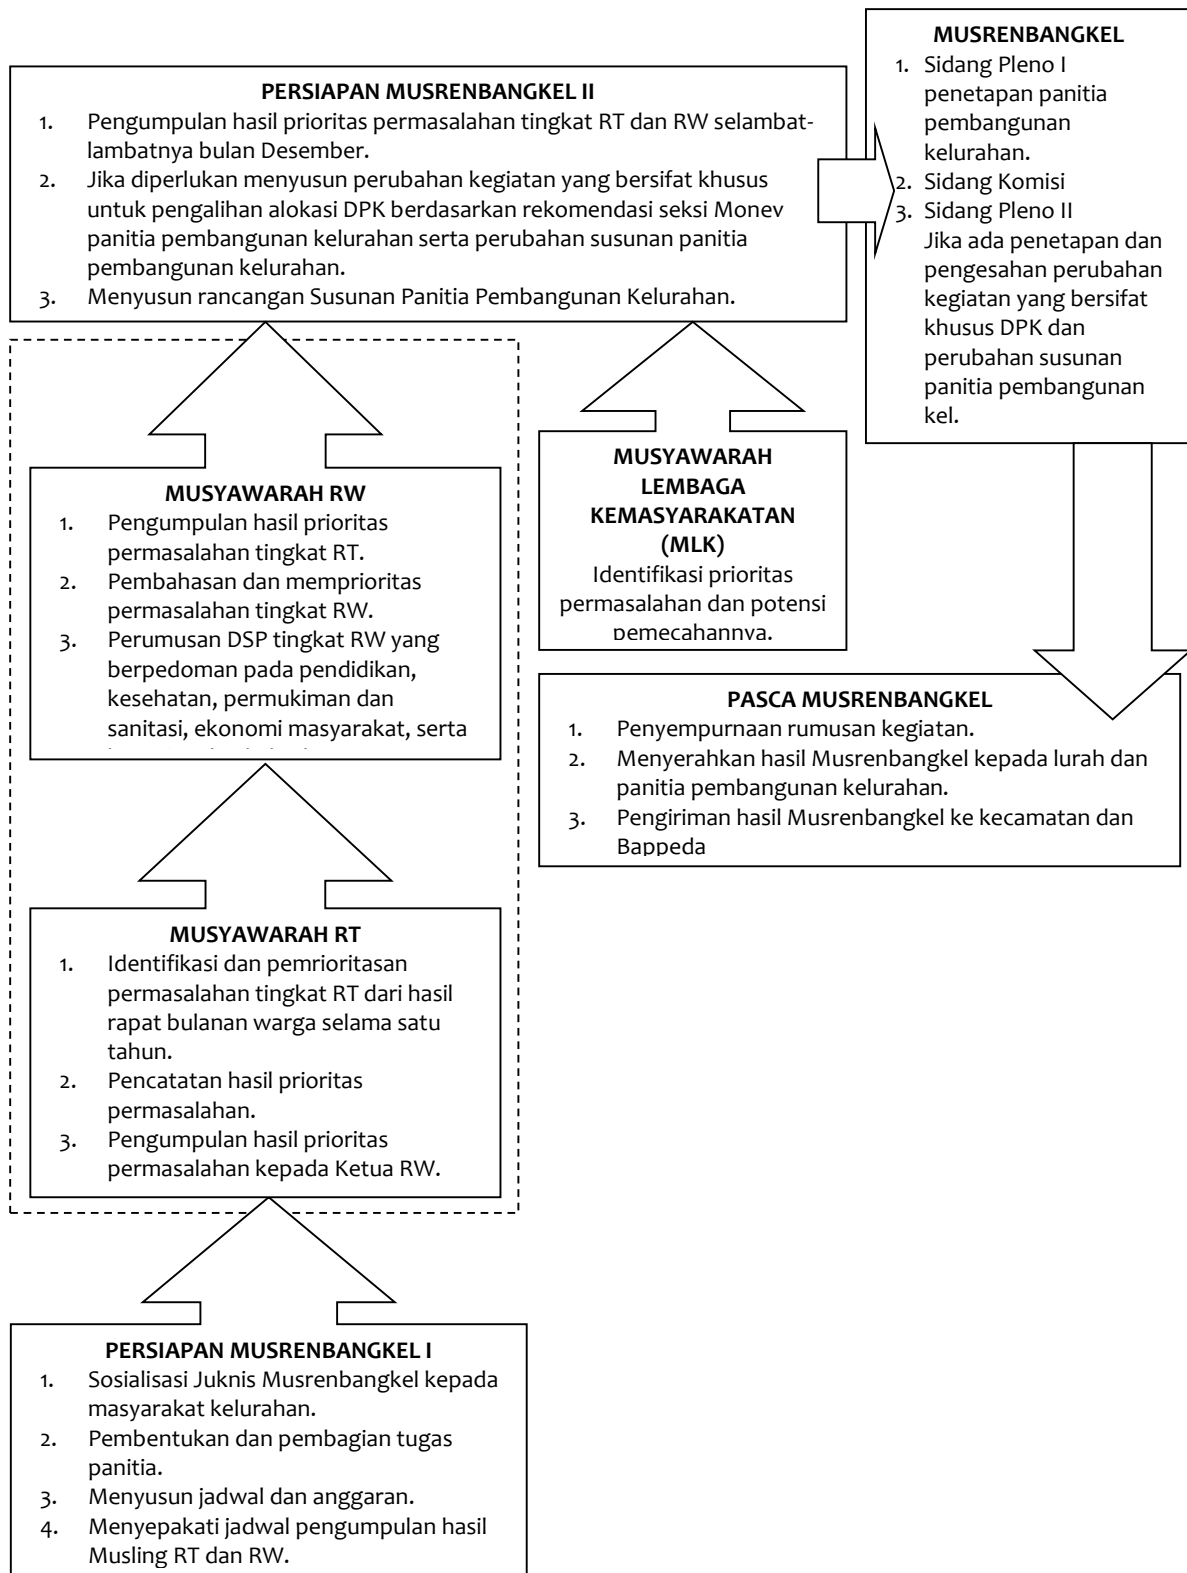 MUSRENBANGKEL
1. Sidang Pleno I
penetapan panitia
pembangunan
kelurahan.
2. Sidang Komisi
3. Sidang Pleno II
Jika ada penetapan dan
pengesahan perubahan
kegiatan yang bersifat
khusus DPK dan
perubahan susunan
panitia pembangunan
kel.
PERSIAPAN MUSRENBANGKEL II
1. Pengumpulan hasil prioritas permasalahan tingkat RT dan RW selambat-
lambatnya bulan Desember.
2. Jika diperlukan menyusun perubahan kegiatan yang bersifat khusus
untuk pengalihan alokasi DPK berdasarkan rekomendasi seksi Monev
panitia pembangunan kelurahan serta perubahan susunan panitia
pembangunan kelurahan.
3. Menyusun rancangan Susunan Panitia Pembangunan Kelurahan.
MUSYAWARAH RW
1. Pengumpulan hasil prioritas
permasalahan tingkat RT.
2. Pembahasan dan memprioritas
permasalahan tingkat RW.
3. Perumusan DSP tingkat RW yang
berpedoman pada pendidikan,
kesehatan, permukiman dan
sanitasi, ekonomi masyarakat, serta
MUSYAWARAH
LEMBAGA
KEMASYARAKATAN
(MLK)
Identifikasi prioritas
permasalahan dan potensi
pemecahannya.
PASCA MUSRENBANGKEL
1. Penyempurnaan rumusan kegiatan.
2. Menyerahkan hasil Musrenbangkel kepada lurah dan
panitia pembangunan kelurahan.
3. Pengiriman hasil Musrenbangkel ke kecamatan dan
Bappeda
MUSYAWARAH RT
1. Identifikasi dan pemrioritasan
permasalahan tingkat RT dari hasil
rapat bulanan warga selama satu
tahun.
2. Pencatatan hasil prioritas
permasalahan.
3. Pengumpulan hasil prioritas
permasalahan kepada Ketua RW.
PERSIAPAN MUSRENBANGKEL I
1. Sosialisasi Juknis Musrenbangkel kepada
masyarakat kelurahan.
2. Pembentukan dan pembagian tugas
panitia.
3. Menyusun jadwal dan anggaran.
4. Menyepakati jadwal pengumpulan hasil
Musling RT dan RW.